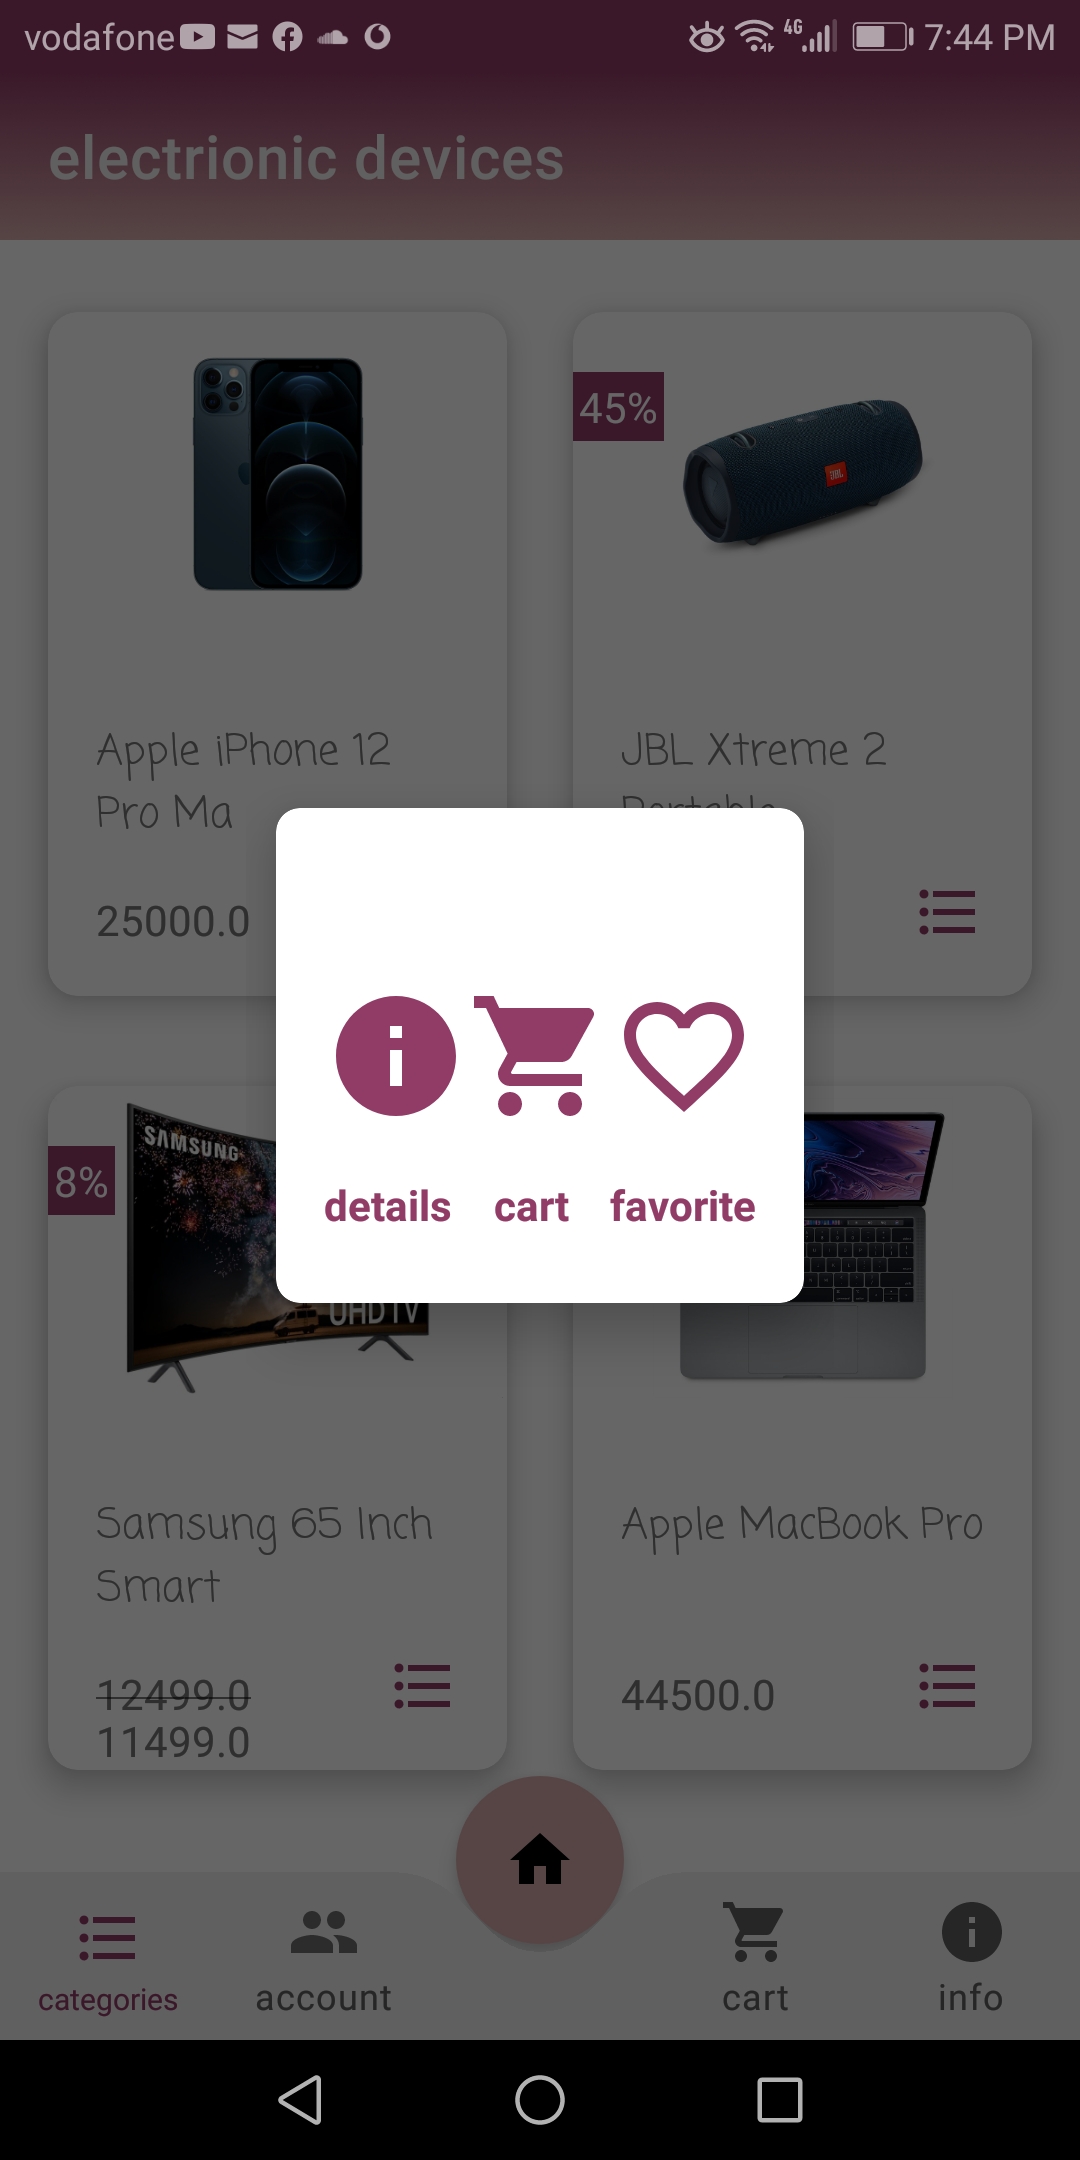 vodafone 4G 7:44 PM
electrionic devices
45%
JBL
Apple iPhone 12
Pro Ma
25000.0
JBL Xtreme 2
Portable
details cart favorite
8%
SAMSUNG
UHD TV
Samsung 65 Inch
Smart
12499.0
11499.0
Apple MacBook Pro
44500.0
categories account cart info